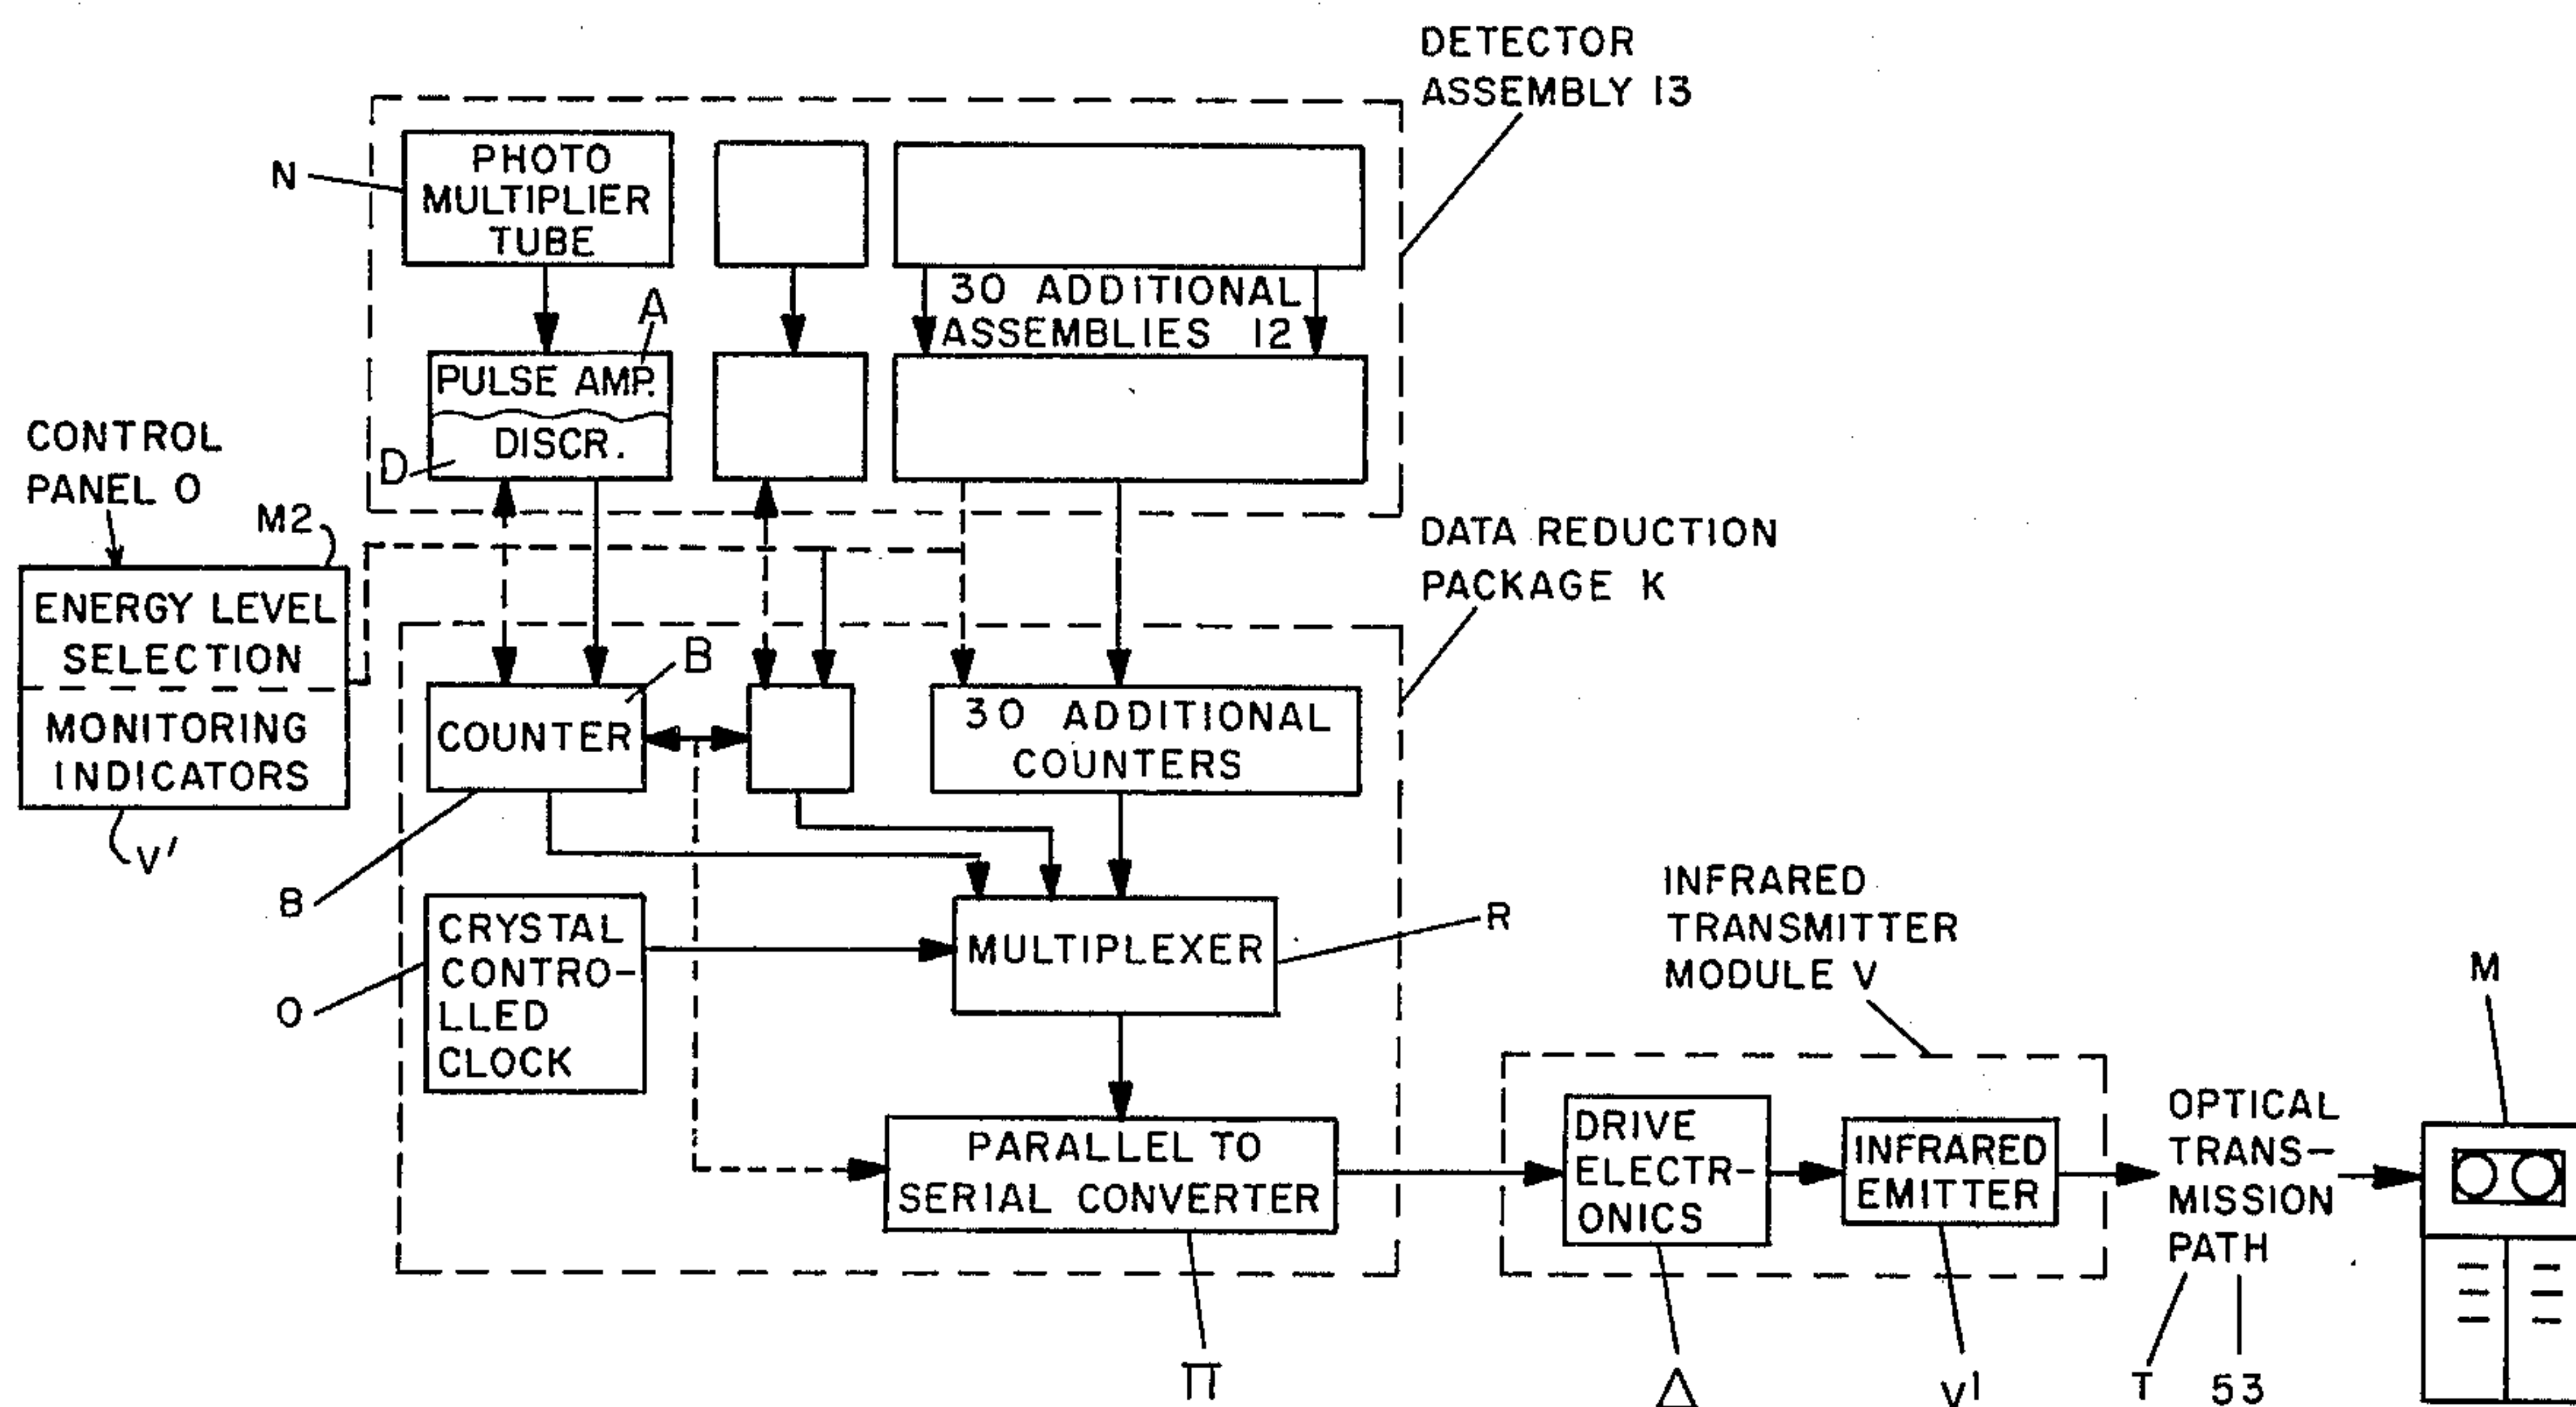 DETECTOR
ASSEMBLY 13
N
PHOTO
MULTIPLIER
TUBE
30 ADDITIONAL
ASSEMBLIES 12
A
PULSE AMP.
DISCR.
D
CONTROL
PANEL O
M2
ENERGY LEVEL
SELECTION
MONITORING
INDICATORS
V'
DATA REDUCTION
PACKAGE K
B
COUNTER
30 ADDITIONAL
COUNTERS
B
CRYSTAL
CONTRO-
LLED
CLOCK
O
MULTIPLEXER
R
PARALLEL TO
SERIAL CONVERTER
Π
INFRARED
TRANSMITTER
MODULE V
DRIVE
ELECTR-
ONICS
Δ
INFRARED
EMITTER
V'
OPTICAL
TRANS-
MISSION
PATH
T
53
M